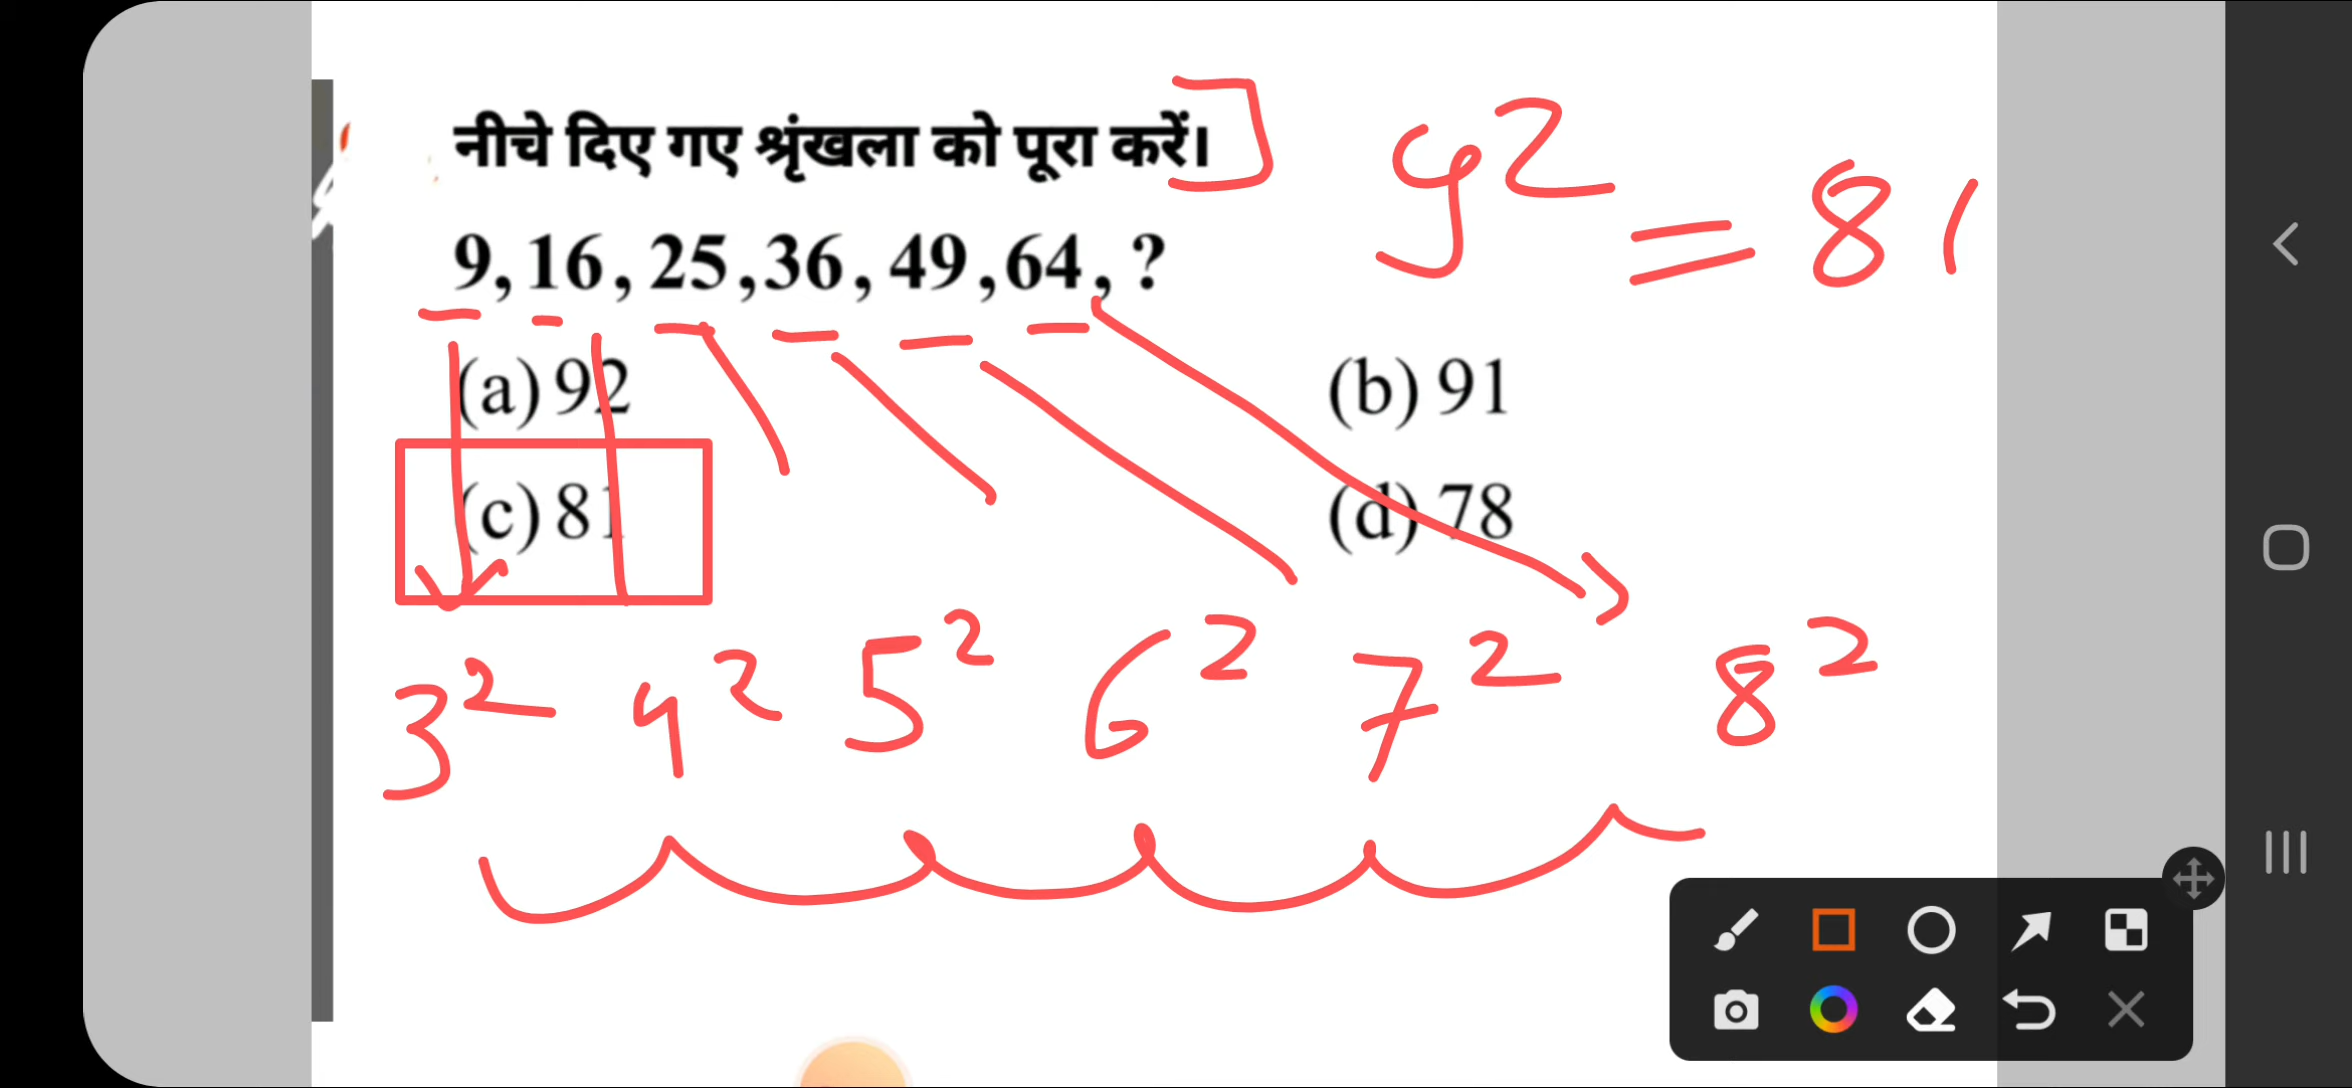 नीचे दिए गए श्रृंखला को पूरा करें।
9, 16, 25, 36, 49, 64, ?
9² = 81
(a) 92 (b) 91
(c) 81 (d) 78
3² 4² 5² 6² 7² 8²